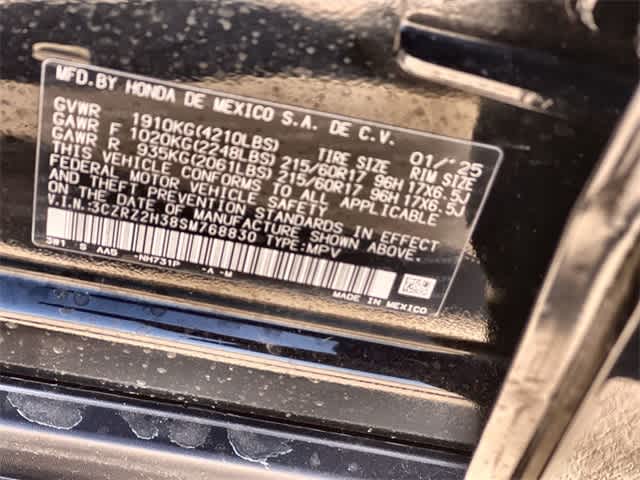 MFD.BY HONDA DE MEXICO S.A. DE C.V.
01/25
GVWR 1910KG(4210LBS) TIRE SIZE RIM SIZE
GAWR F 1020KG(2248LBS) 215/60R17 96H 17X6.5J
GAWR R 935KG(2061LBS) 215/60R17 96H 17X6.5J
THIS VEHICLE CONFORMS TO ALL APPLICABLE
FEDERAL MOTOR VEHICLE SAFETY
AND THEFT PREVENTION STANDARDS IN EFFECT
ON THE DATE OF MANUFACTURE SHOWN ABOVE.
V.I.N.:3CZRZ2H38SM768830 TYPE:MPV
3W1 S AAS -NH731P -A -M
MADE IN MEXICO